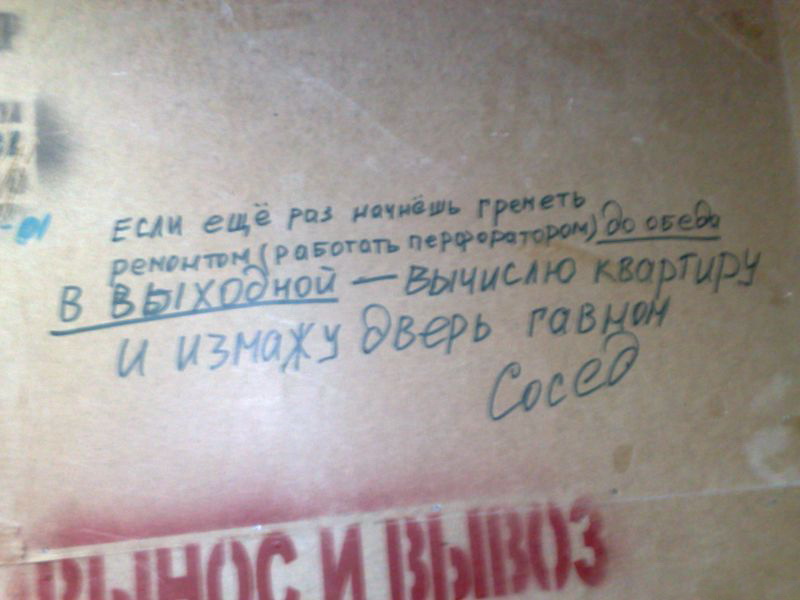 Если ещё раз начнёшь греметь
ремонтом (работать перфоратором) до обеда
в выходной — вычислю квартиру
и измажу дверь гавном
Сосед
-01
ВЫНОС И ВЫВОЗ